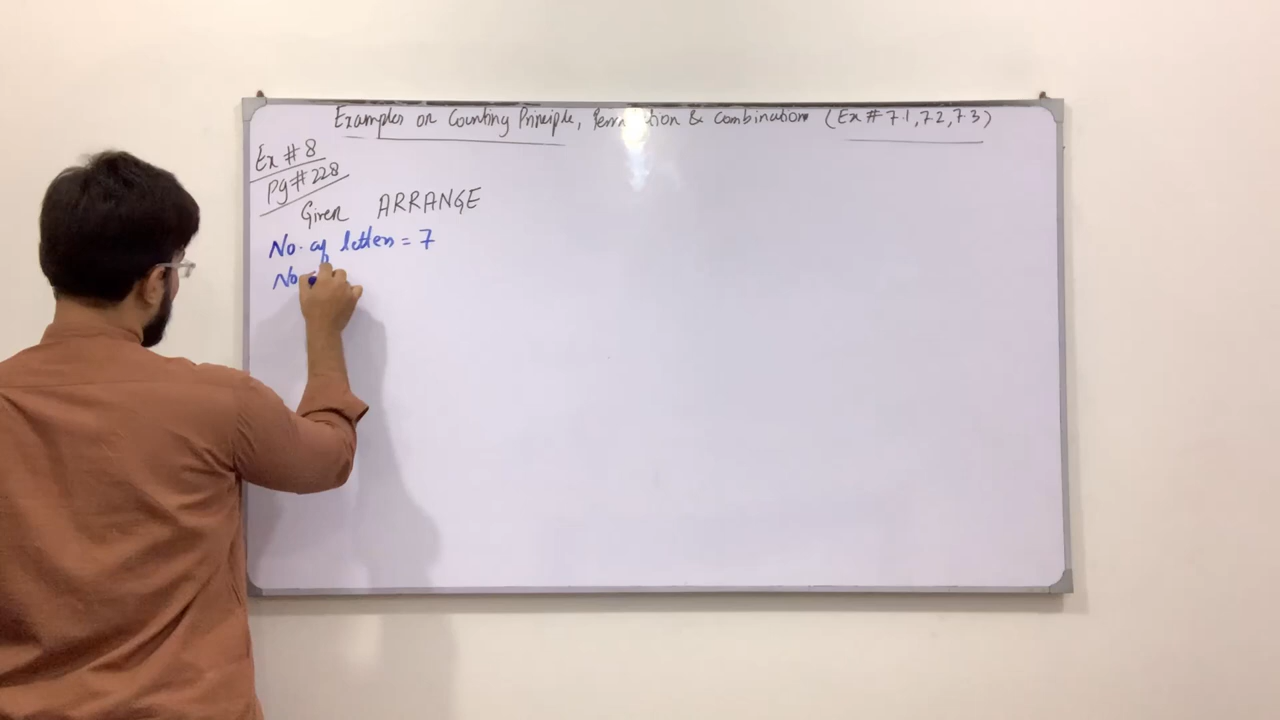 Examples on Counting Principle, & Combination (Ex # 7.1, 7.2, 7.3)
Ex # 8
Pg # 228
Given ARRANGE
No. of letters = 7
No